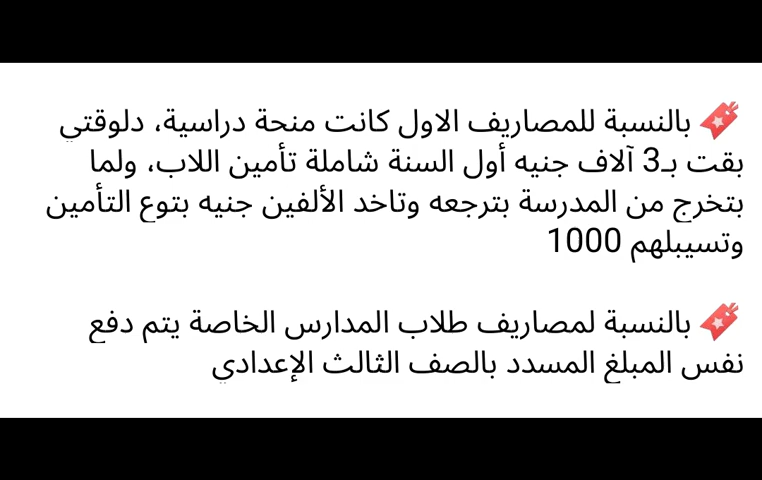 🔖 بالنسبة للمصاريف الاول كانت منحة دراسية، دلوقتي
بقت بـ3 آلاف جنيه أول السنة شاملة تأمين اللاب، ولما
بتخرج من المدرسة بترجعه وتاخد الألفين جنيه بتوع التأمين
وتسيبلهم 1000
🔖 بالنسبة لمصاريف طلاب المدارس الخاصة يتم دفع
نفس المبلغ المسدد بالصف الثالث الإعدادي